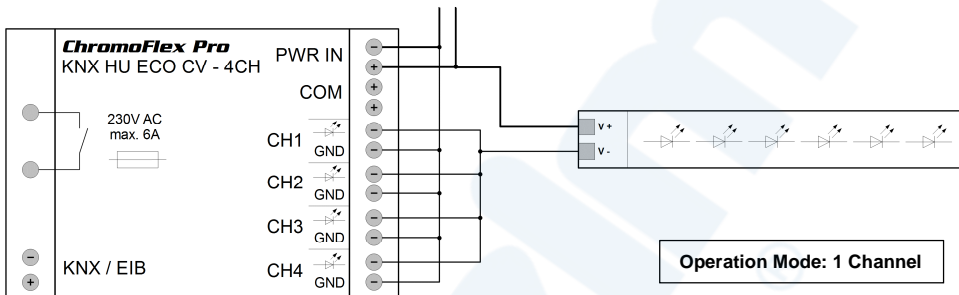 ChromoFlex Pro
KNX HU ECO CV - 4CH
PWR IN
−
+
COM
+
+
230V AC
max. 6A
CH1
−
GND
−
CH2
−
GND
−
CH3
−
GND
−
CH4
−
GND
−
KNX / EIB
−
+
V +
V -
Operation Mode: 1 Channel
©